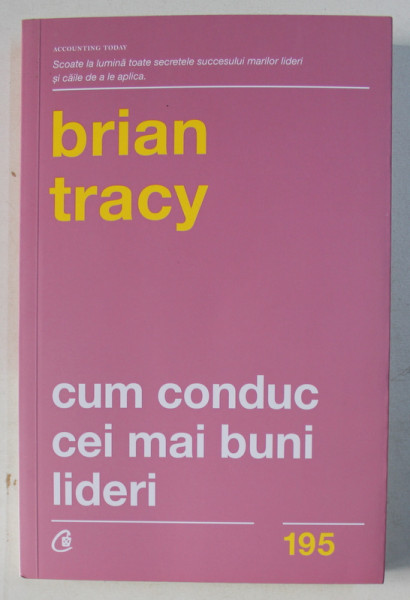 ACCOUNTING TODAY
Scoate la lumină toate secretele succesului marilor lideri
și căile de a le aplica.
brian
tracy
cum conduc
cei mai buni
lideri
195